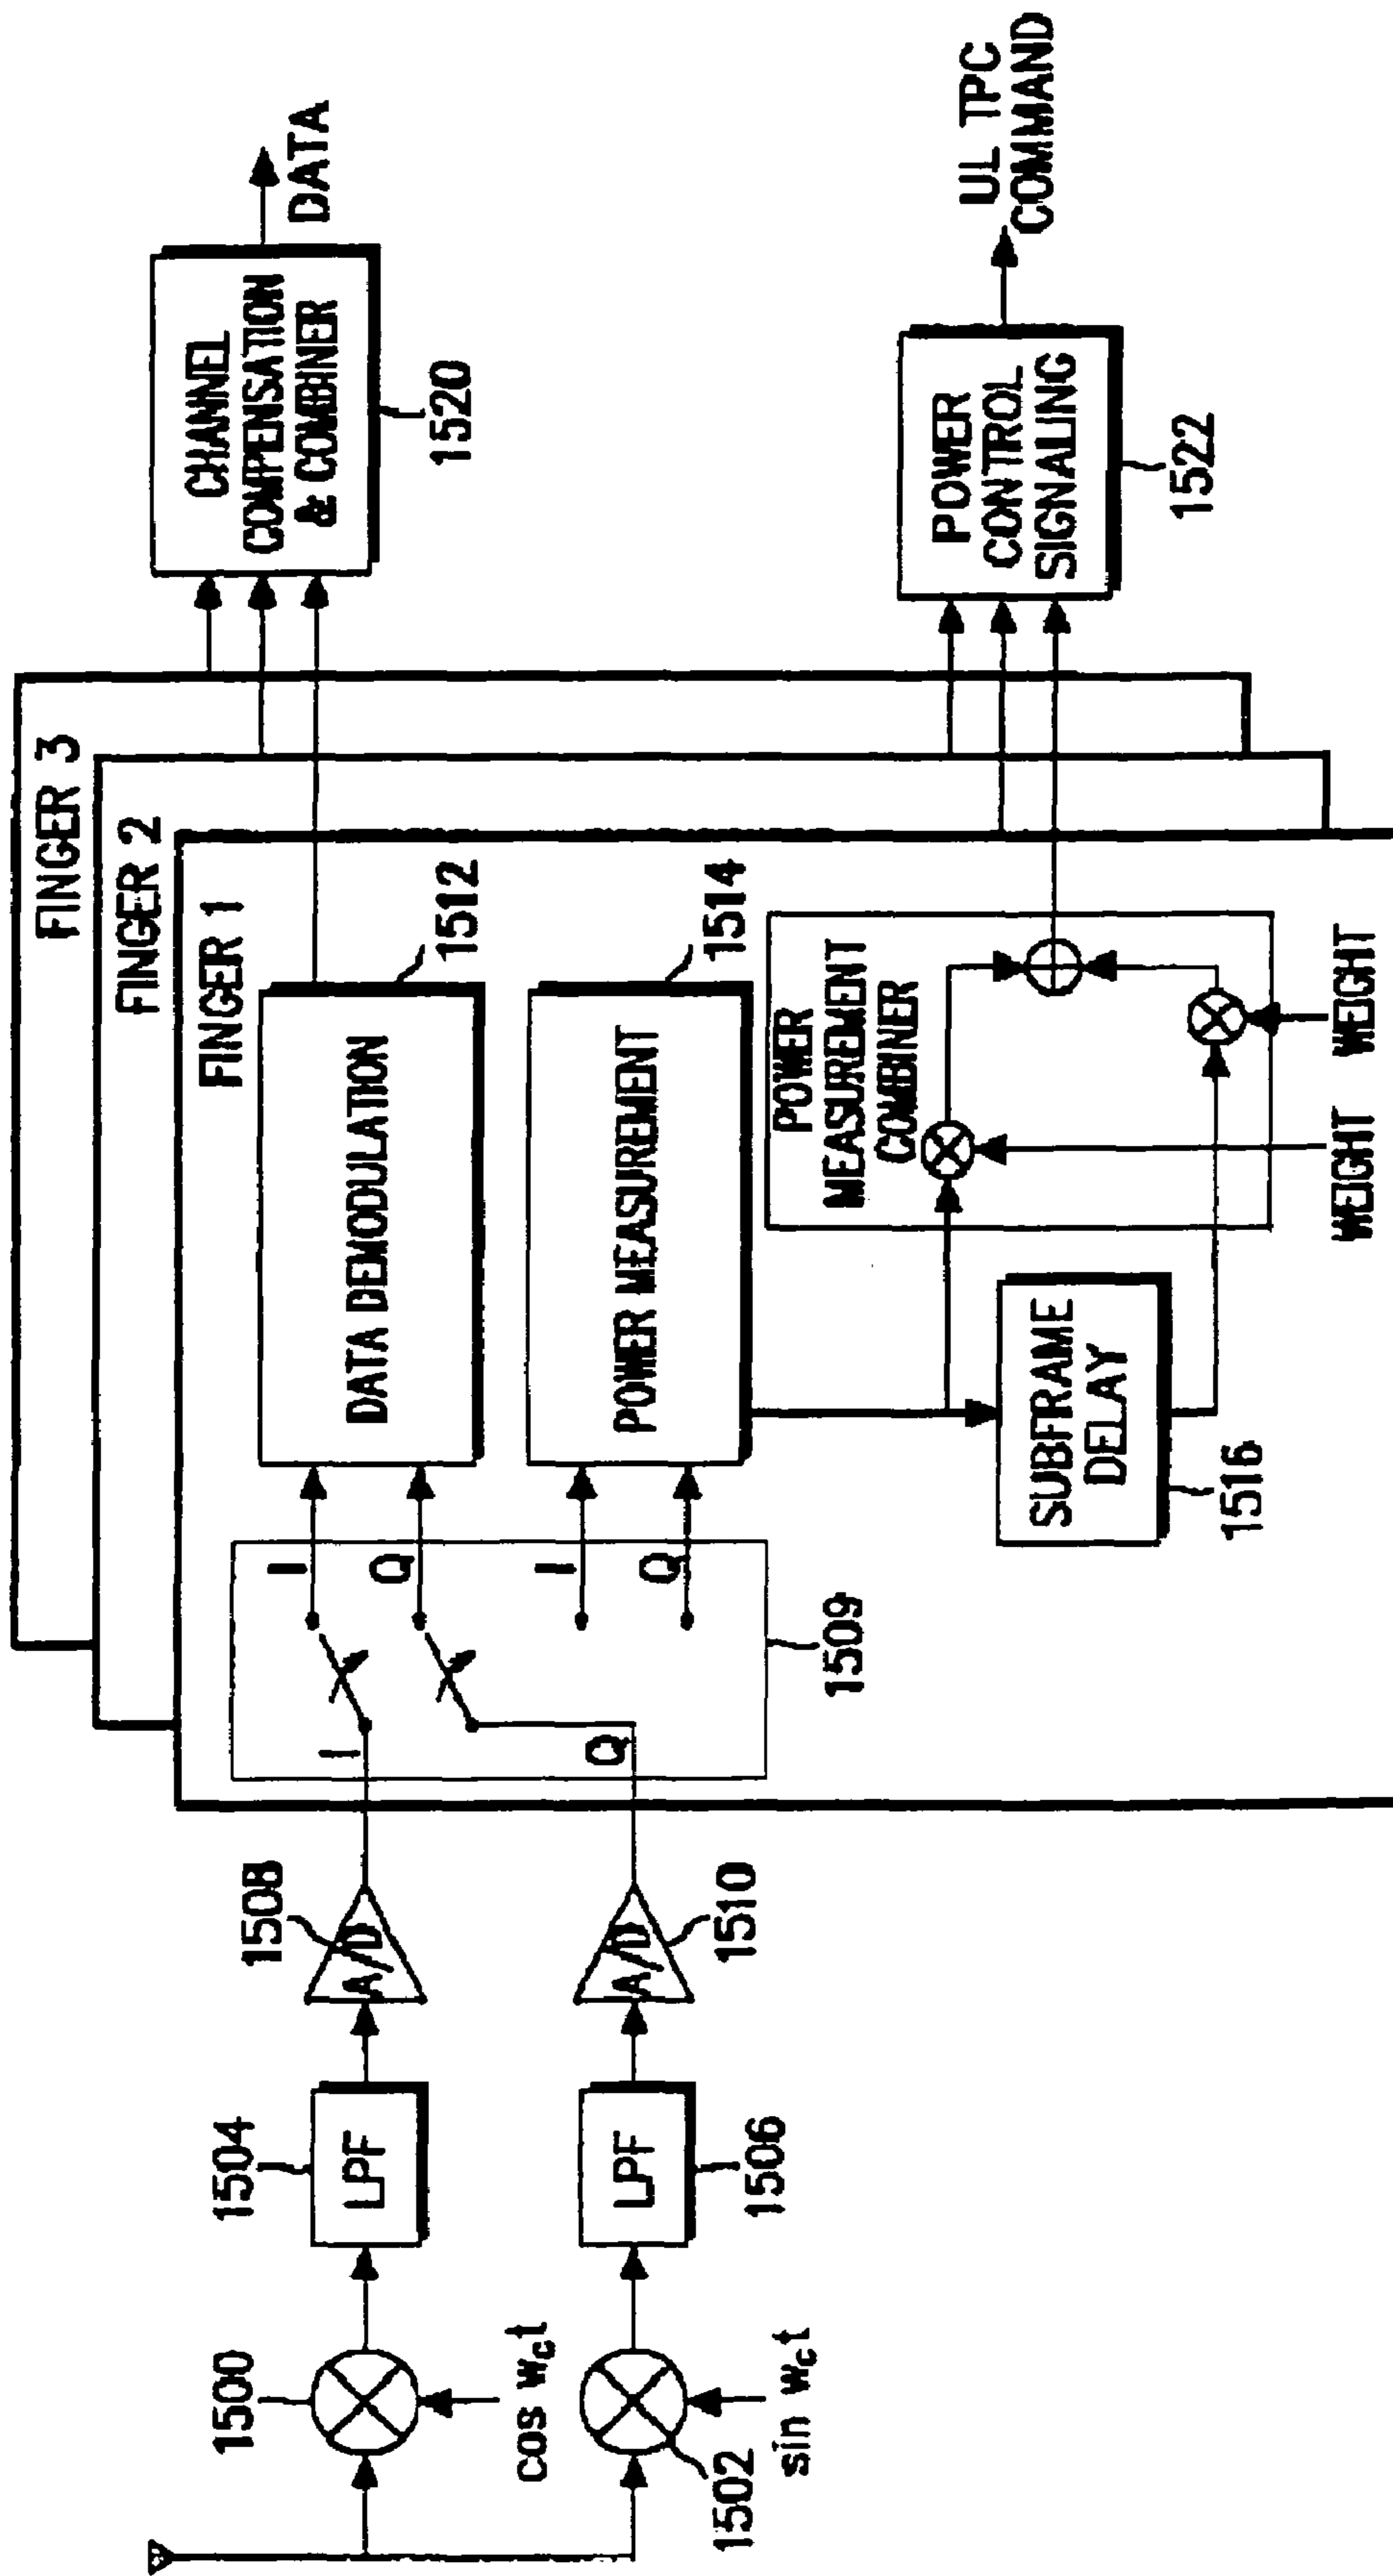 1500
cos w_ct
1502
sin w_ct
1504
LPF
1506
LPF
1508
A/D
1510
A/D
FINGER 3
FINGER 2
FINGER 1
I
Q
I
Q
I
Q
1509
DATA DEMODULATION
1512
POWER MEASUREMENT
1514
SUBFRAME
DELAY
1516
POWER
MEASUREMENT
COMBINER
WEIGHT
WEIGHT
CHANNEL
COMPENSATION
& COMBINER
1520
DATA
POWER
CONTROL
SIGNALING
1522
UL TPC
COMMAND